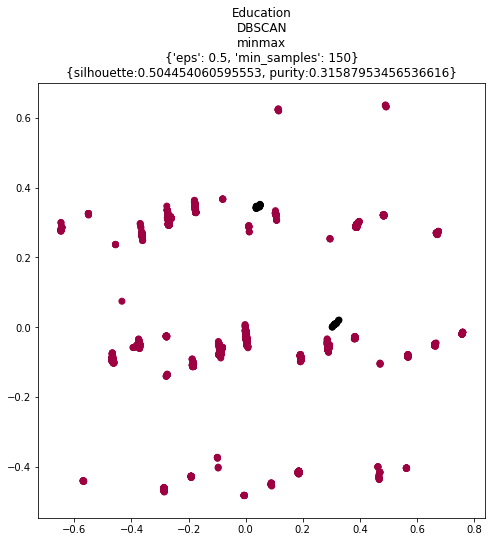 Education
DBSCAN
minmax
{'eps': 0.5, 'min_samples': 150}
{silhouette:0.504454060595553, purity:0.31587953456536616}
0.6
0.4
0.2
0.0
−0.2
−0.4
−0.6 −0.4 −0.2 0.0 0.2 0.4 0.6 0.8